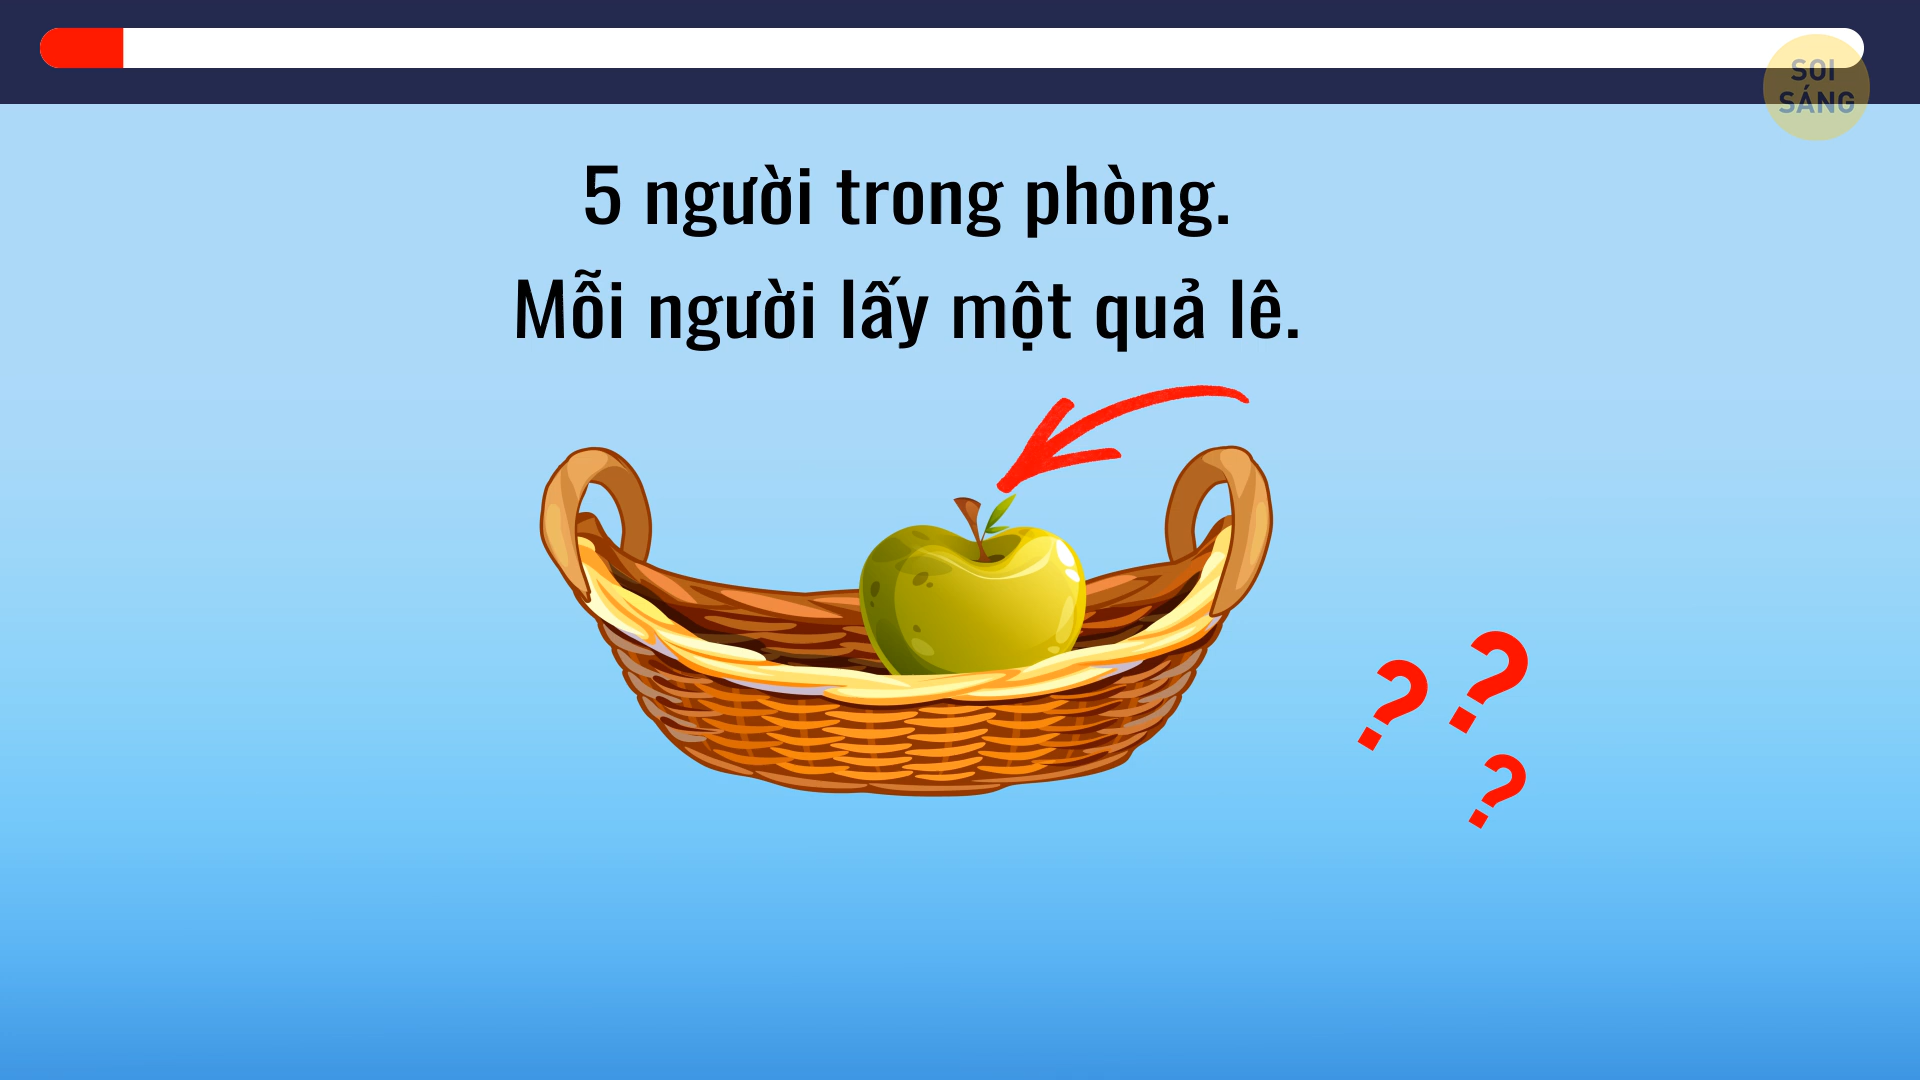 SOI
SÁNG
5 người trong phòng.
Mỗi người lấy một quả lê.
? ?
?